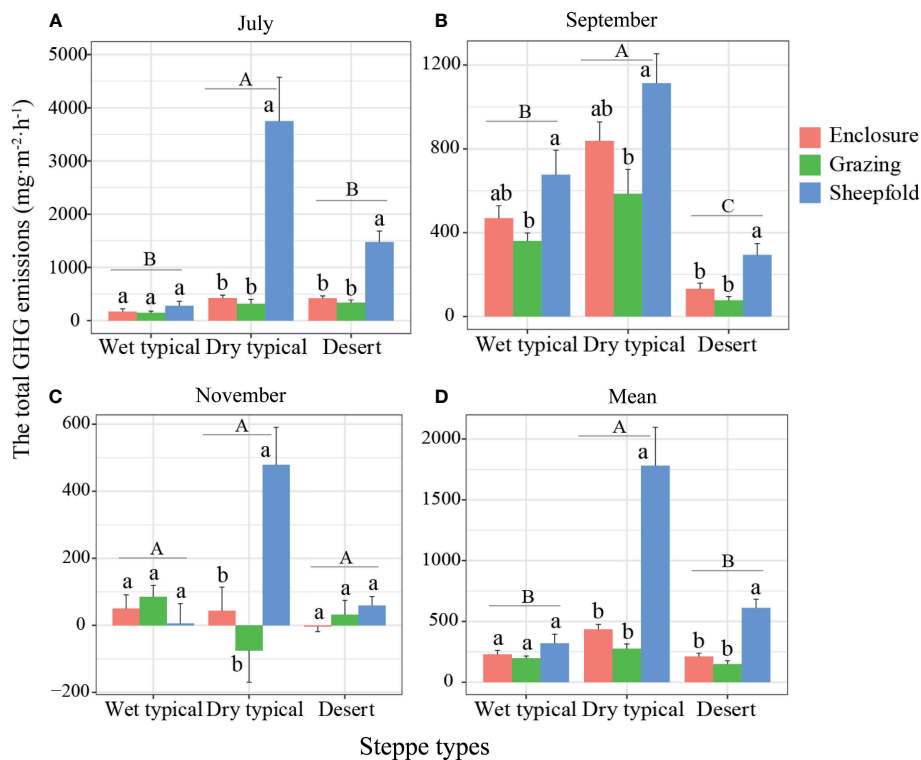 A July
B September
The total GHG emissions (mg·m⁻²·h⁻¹)
5000
4000
3000
2000
1000
0
B
a a a
A
b b a
B
b b a
Wet typical Dry typical Desert
1200
800
400
0
B
ab b a
A
ab b a
C
b b a
Wet typical Dry typical Desert
Enclosure
Grazing
Sheepfold
C November
600
400
200
0
−200
A
a a a
A
b b a
A
a a a
Wet typical Dry typical Desert
D Mean
2000
1500
1000
500
0
B
a a a
A
b b a
B
b b a
Wet typical Dry typical Desert
Steppe types